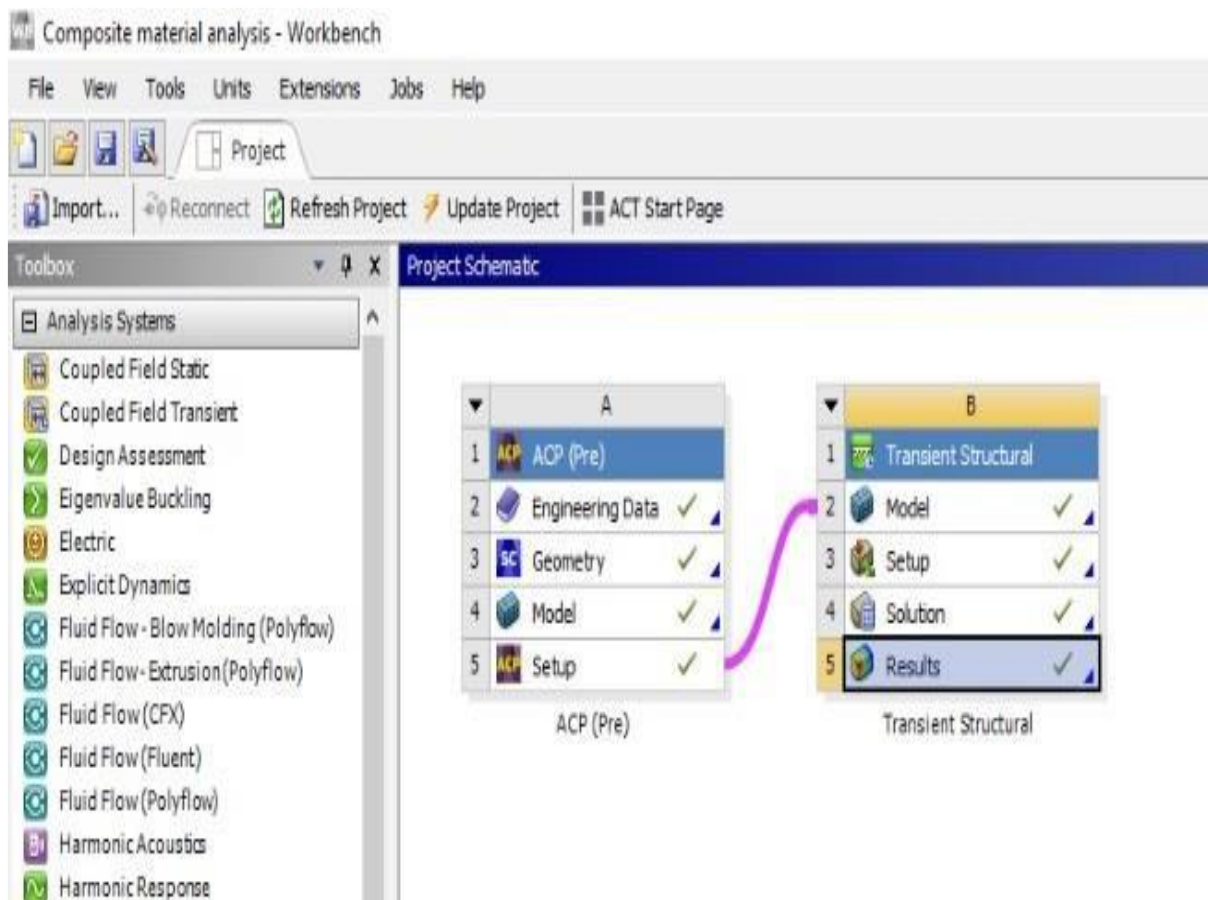 Composite material analysis - Workbench
File View Tools Units Extensions Jobs Help
Project
Import... Reconnect Refresh Project Update Project ACT Start Page
Toolbox
X
Project Schematic
Analysis Systems
Coupled Field Static
Coupled Field Transient
Design Assessment
Eigenvalue Buckling
Electric
Explicit Dynamics
Fluid Flow - Blow Molding (Polyflow)
Fluid Flow - Extrusion (Polyflow)
Fluid Flow (CFX)
Fluid Flow (Fluent)
Fluid Flow (Polyflow)
Harmonic Acoustics
Harmonic Response
A
1 ACP ACP (Pre)
2 Engineering Data
3 SC Geometry
4 Model
5 ACP Setup
ACP (Pre)
B
1 Transient Structural
2 Model
3 Setup
4 Solution
5 Results
Transient Structural